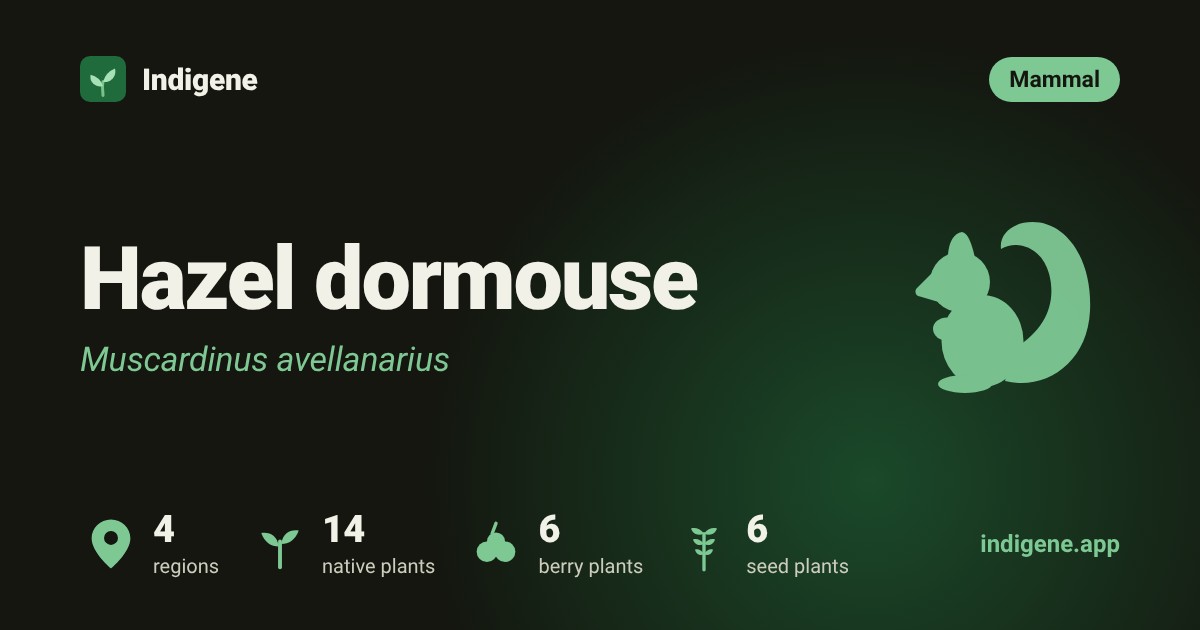 Indigene
Mammal
Hazel dormouse
Muscardinus avellanarius
4
regions
14
native plants
6
berry plants
6
seed plants
indigene.app